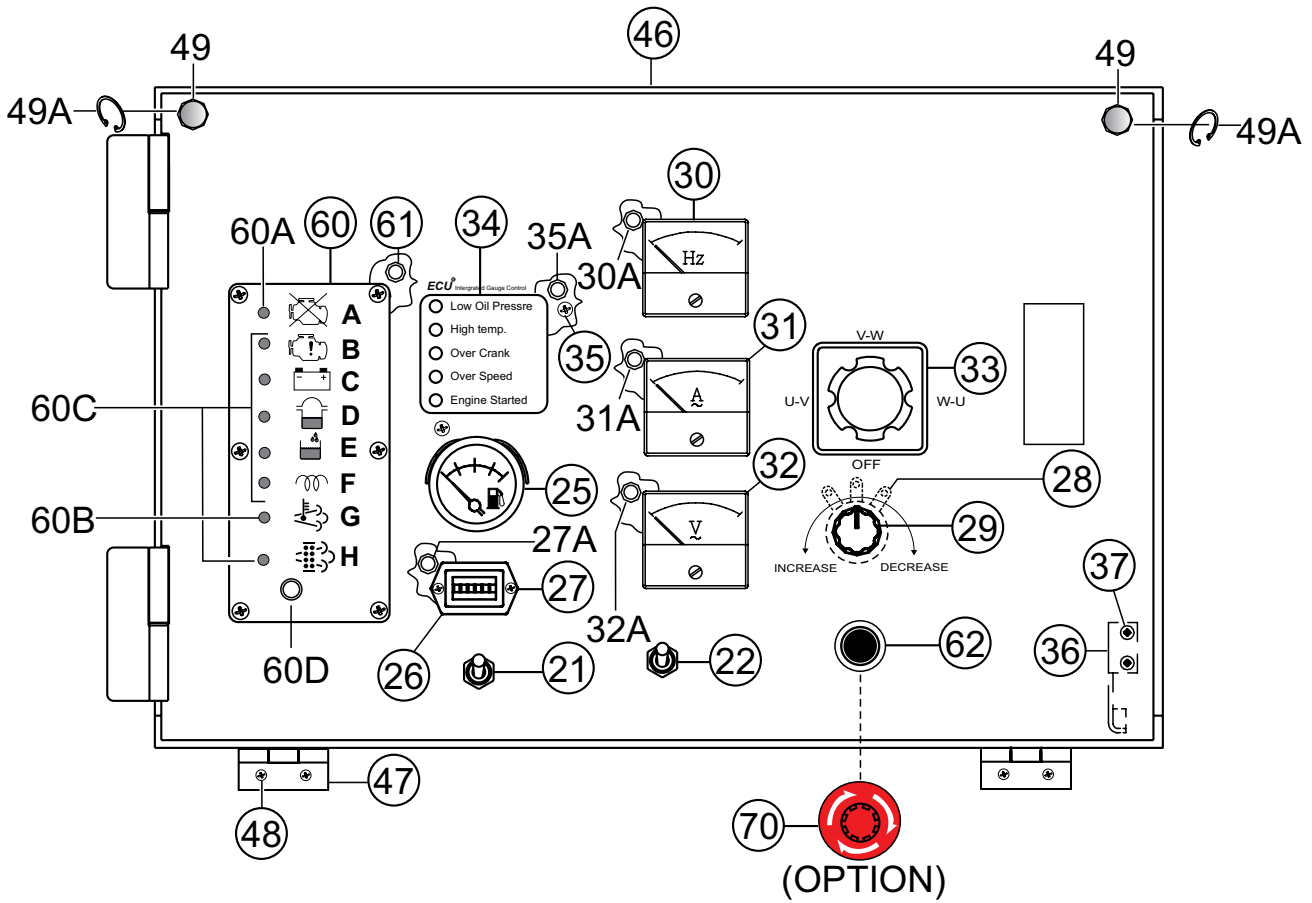 46
49
49
49A
49A
30
60A
60
61
34
35A
30A
Hz
ECU® Intergrated Gauge Control
Low Oil Pressre
High temp.
Over Crank
Over Speed
Engine Started
A
B
C
D
E
F
G
H
35
31
31A
A
V-W
33
U-V
W-U
OFF
60C
32
28
25
V
60B
29
27A
INCREASE
DECREASE
27
37
32A
62
36
60D
26
21
22
47
48
70
(OPTION)